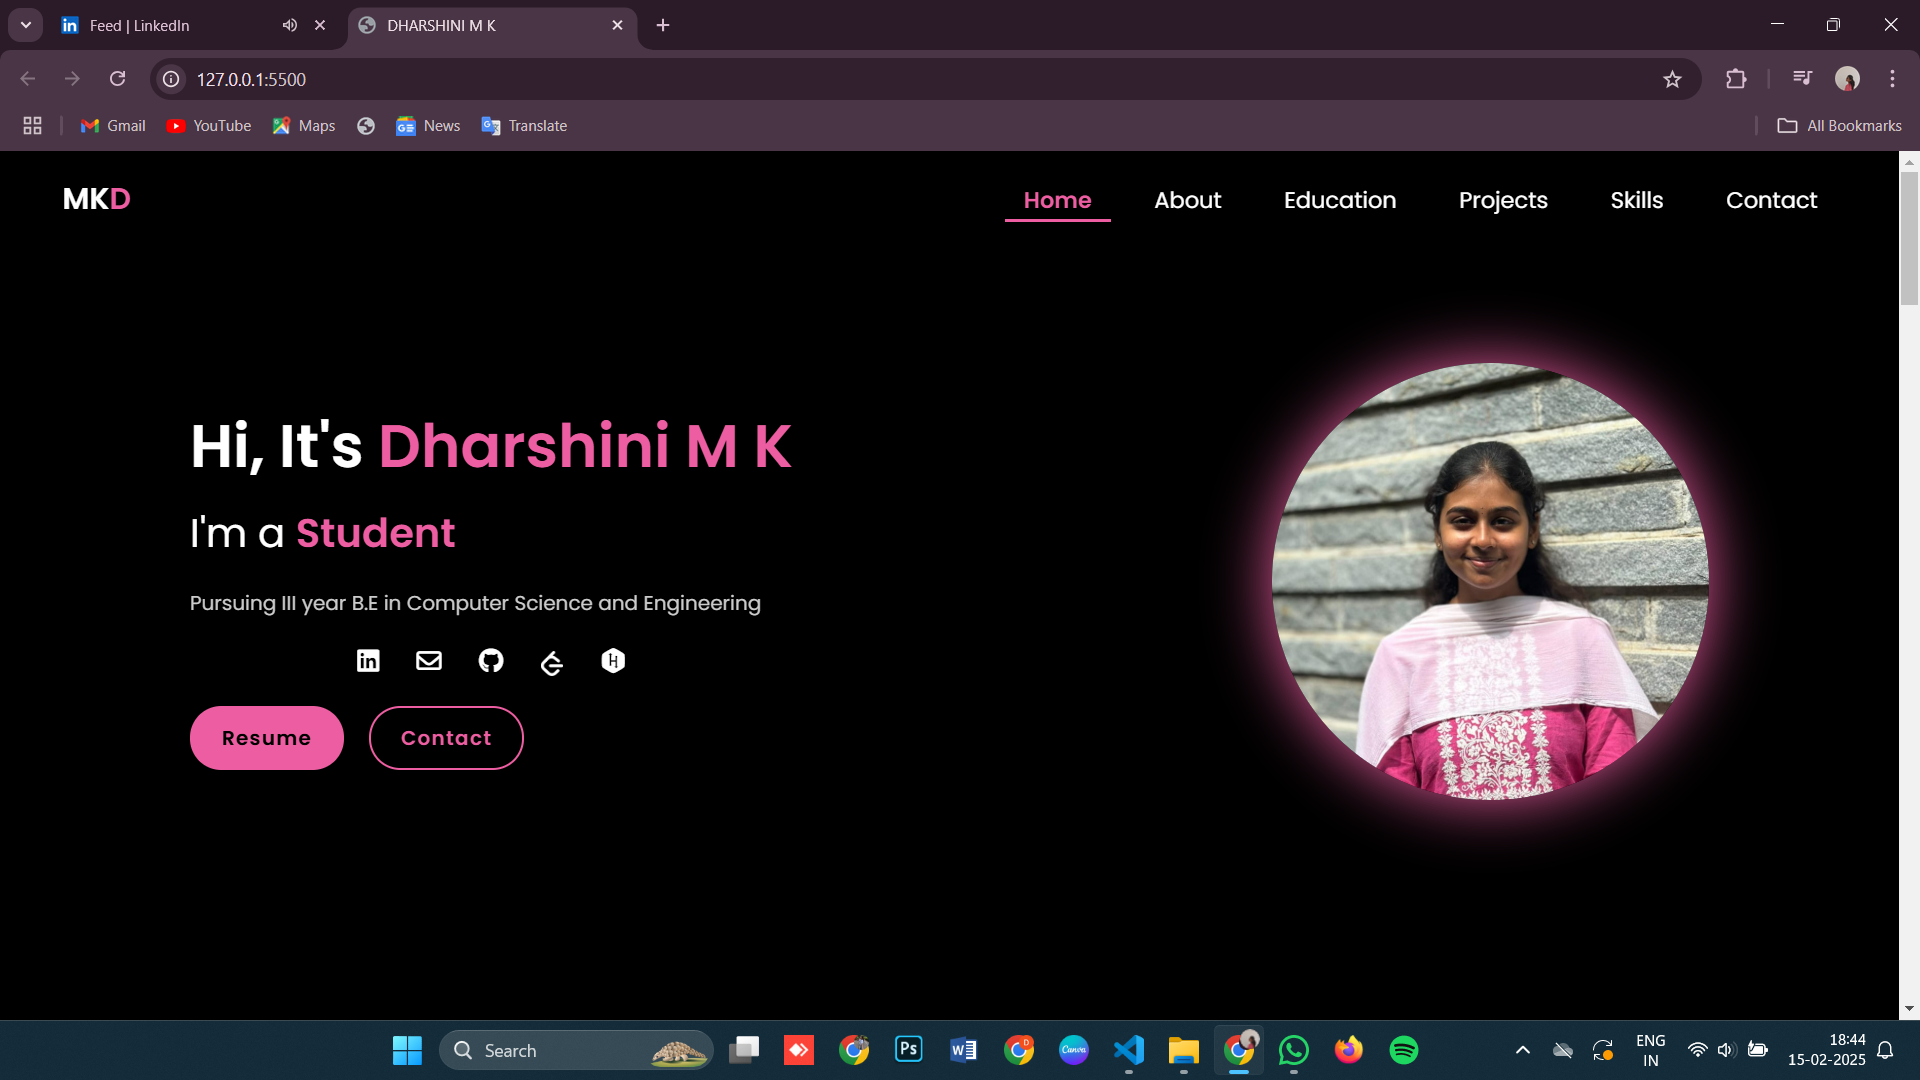 Feed | LinkedIn
DHARSHINI M K
127.0.0.1:5500
Gmail
YouTube
Maps
News
Translate
All Bookmarks
MKD
Home
About
Education
Projects
Skills
Contact
Hi, It's Dharshini M K
I'm a Student
Pursuing III year B.E in Computer Science and Engineering
Resume
Contact
Search
Ps
W
Canva
ENG
IN
18:44
15-02-2025